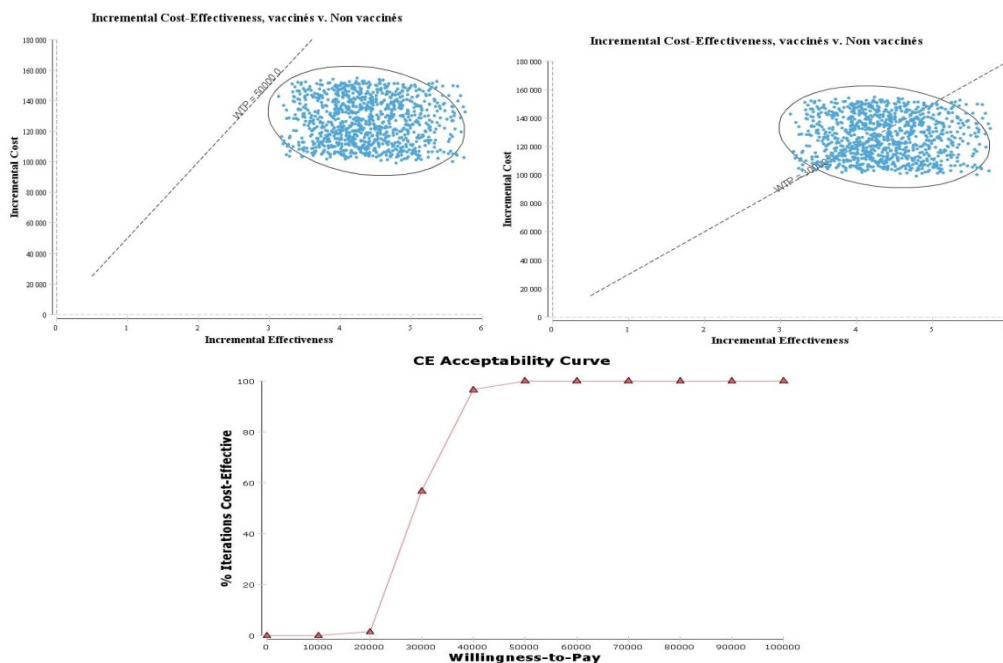 Incremental Cost-Effectiveness, vaccinés v. Non vaccinés
180 000
160 000
140 000
120 000
100 000
80 000
60 000
40 000
20 000
0
Incremental Cost
WTP = 50000.0
0 1 2 3 4 5 6
Incremental Effectiveness
Incremental Cost-Effectiveness, vaccinés v. Non vaccinés
180 000
160 000
140 000
120 000
100 000
80 000
60 000
40 000
20 000
0
Incremental Cost
WTP =
0 1 2 3 4 5
Incremental Effectiveness
CE Acceptability Curve
100
80
60
40
20
0
% Iterations Cost-Effective
0 10000 20000 30000 40000 50000 60000 70000 80000 90000 100000
Willingness-to-Pay